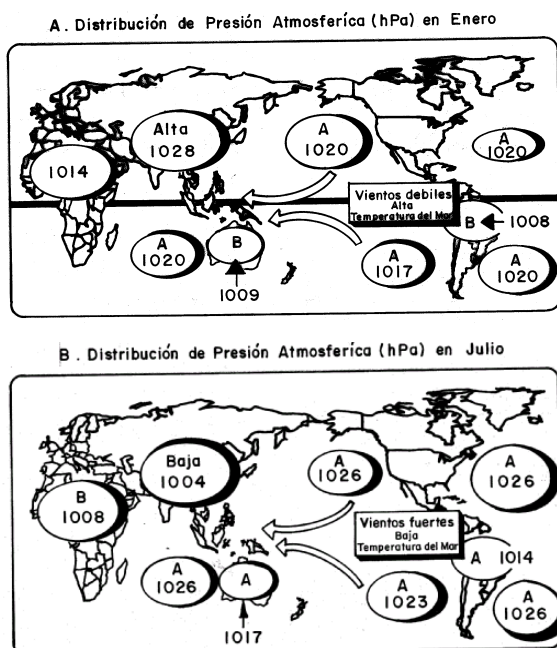 A. Distribución de Presión Atmosferíca (hPa) en Enero
Alta
1028
A
1020
A
1020
1014
Vientos debiles
Alta
Temperatura del Mar
B
1008
A
1020
B
A
1017
A
1020
1009
B. Distribución de Presión Atmosferíca (hPa) en Julio
Baja
1004
A
1026
A
1026
B
1008
Vientos fuertes
Baja
Temperatura del Mar
A 1014
A
1026
A
A
1023
A
1026
1017